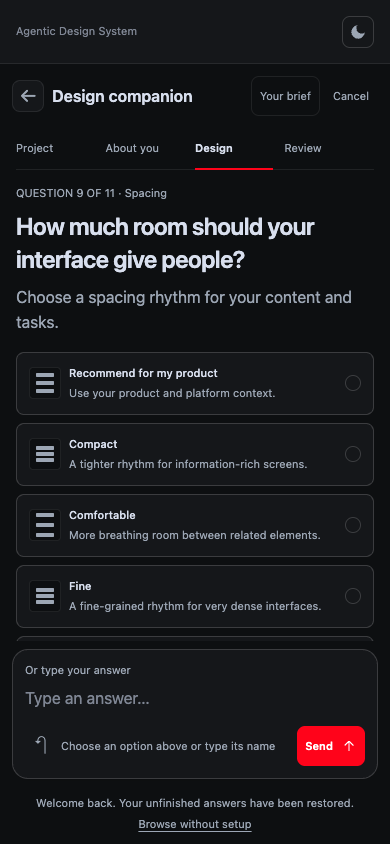 Agentic Design System
Design companion
Your brief
Cancel
Project
About you
Design
Review
QUESTION 9 OF 11 · Spacing
How much room should your
interface give people?
Choose a spacing rhythm for your content and
tasks.
Recommend for my product
Use your product and platform context.
Compact
A tighter rhythm for information-rich screens.
Comfortable
More breathing room between related elements.
Fine
A fine-grained rhythm for very dense interfaces.
Or type your answer
Type an answer...
Choose an option above or type its name
Send
Welcome back. Your unfinished answers have been restored.
Browse without setup